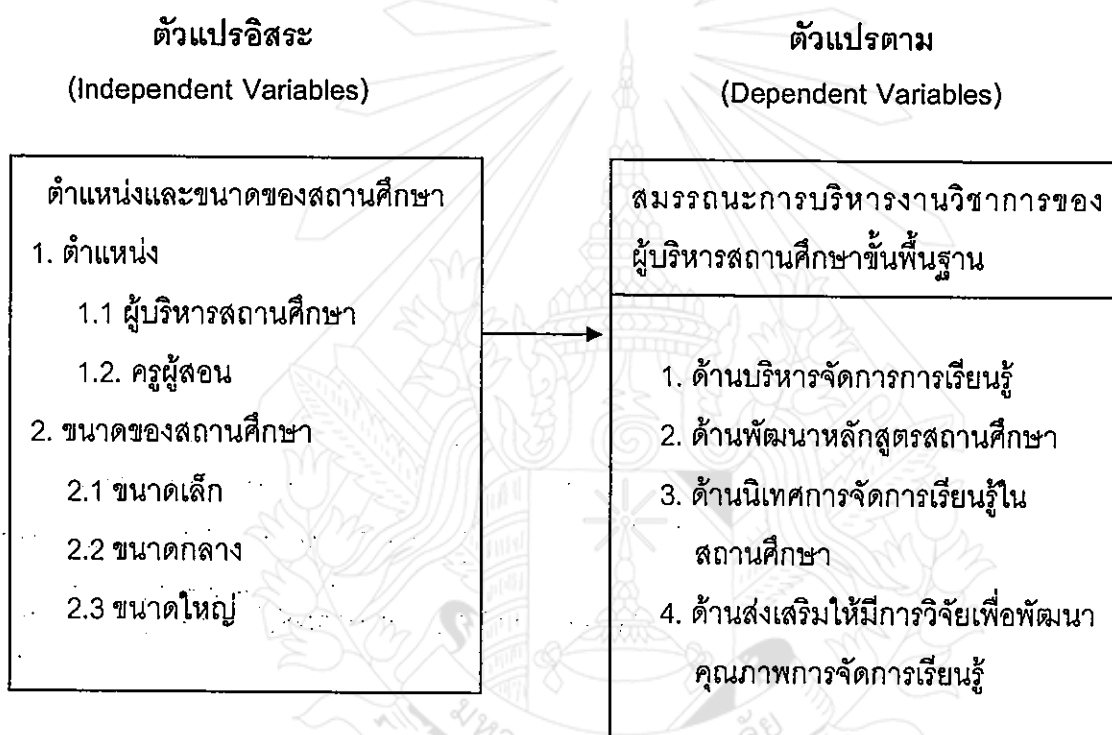 ตัวแปรอิสระ
(Independent Variables)
ตำแหน่งและขนาดของสถานศึกษา
1. ตำแหน่ง
1.1 ผู้บริหารสถานศึกษา
1.2. ครูผู้สอน
2. ขนาดของสถานศึกษา
2.1 ขนาดเล็ก
2.2 ขนาดกลาง
2.3 ขนาดใหญ่
ตัวแปรตาม
(Dependent Variables)
สมรรถนะการบริหารงานวิชาการของ
ผู้บริหารสถานศึกษาขั้นพื้นฐาน
1. ด้านบริหารจัดการการเรียนรู้
2. ด้านพัฒนาหลักสูตรสถานศึกษา
3. ด้านนิเทศการจัดการเรียนรู้ใน
สถานศึกษา
4. ด้านส่งเสริมให้มีการวิจัยเพื่อพัฒนา
คุณภาพการจัดการเรียนรู้